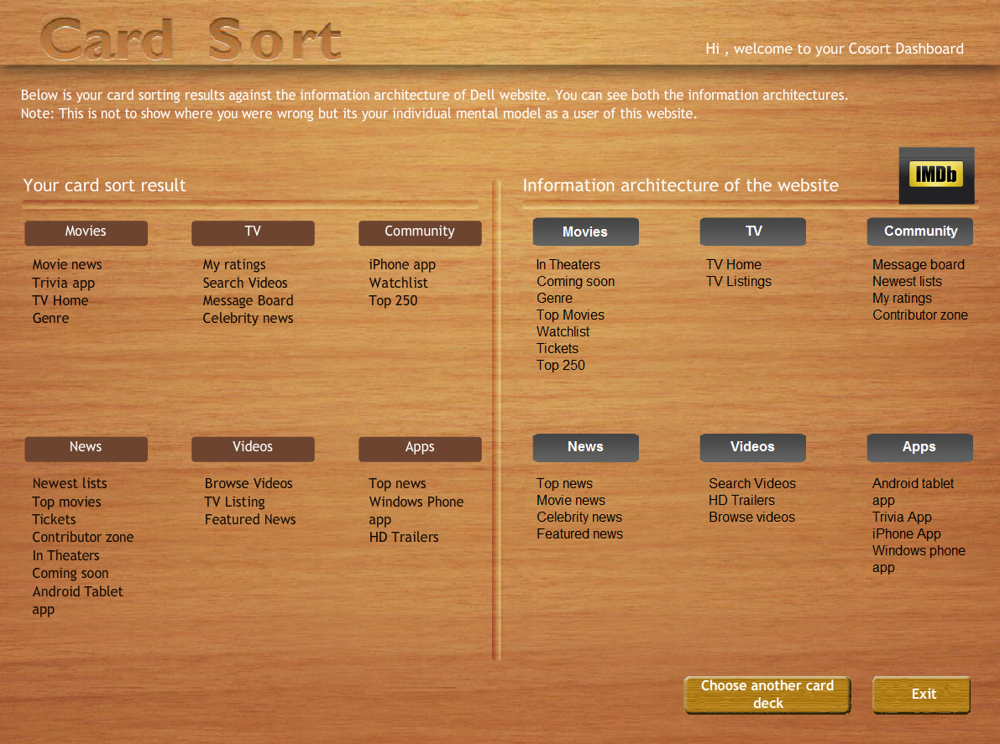 Card Sort
Hi , welcome to your Cosort Dashboard
Below is your card sorting results against the information architecture of Dell website. You can see both the information architectures.
Note: This is not to show where you were wrong but its your individual mental model as a user of this website.
Your card sort result
Movies
Movie news
Trivia app
TV Home
Genre
TV
My ratings
Search Videos
Message Board
Celebrity news
Community
iPhone app
Watchlist
Top 250
News
Newest lists
Top movies
Tickets
Contributor zone
In Theaters
Coming soon
Android Tablet
app
Videos
Browse Videos
TV Listing
Featured News
Apps
Top news
Windows Phone
app
HD Trailers
Information architecture of the website
IMDb
Movies
In Theaters
Coming soon
Genre
Top Movies
Watchlist
Tickets
Top 250
TV
TV Home
TV Listings
Community
Message board
Newest lists
My ratings
Contributor zone
News
Top news
Movie news
Celebrity news
Featured news
Videos
Search Videos
HD Trailers
Browse videos
Apps
Android tablet
app
Trivia App
iPhone App
Windows phone
app
Choose another card
deck
Exit